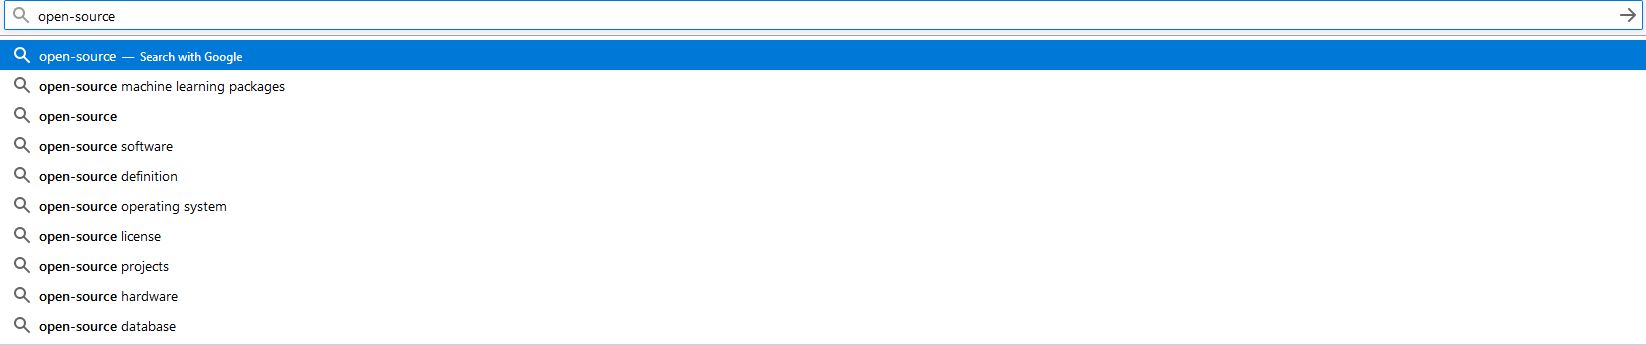 open-source
open-source — Search with Google
open-source machine learning packages
open-source
open-source software
open-source definition
open-source operating system
open-source license
open-source projects
open-source hardware
open-source database